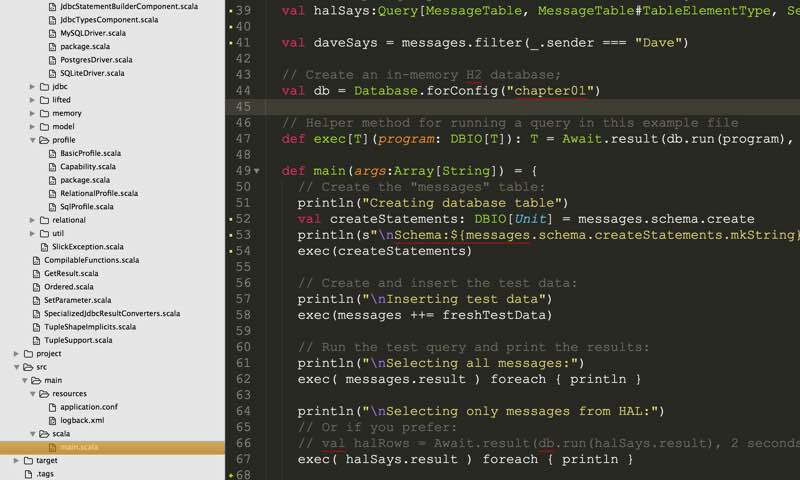 JdbcStatementBuilderComponent.scala
JdbcTypesComponent.scala
MySQLDriver.scala
package.scala
PostgresDriver.scala
SQLiteDriver.scala
jdbc
lifted
memory
model
profile
BasicProfile.scala
Capability.scala
package.scala
RelationalProfile.scala
SqlProfile.scala
relational
util
SlickException.scala
CompilableFunctions.scala
GetResult.scala
Ordered.scala
SetParameter.scala
SpecializedJdbcResultConverters.scala
TupleShapeImplicits.scala
TupleSupport.scala
project
src
main
resources
application.conf
logback.xml
scala
main.scala
target
.tags
39 val halSays:Query[MessageTable, MessageTable#TableElementType, Se
40
41 val daveSays = messages.filter(_.sender === "Dave")
42
43 // Create an in-memory H2 database;
44 val db = Database.forConfig("chapter01")
45
46 // Helper method for running a query in this example file
47 def exec[T](program: DBIO[T]): T = Await.result(db.run(program),
48
49 def main(args:Array[String]) = {
50 // Create the "messages" table:
51 println("Creating database table")
52 val createStatements: DBIO[Unit] = messages.schema.create
53 println(s"\nSchema:${messages.schema.createStatements.mkString}
54 exec(createStatements)
55
56 // Create and insert the test data:
57 println("\nInserting test data")
58 exec(messages ++= freshTestData)
59
60 // Run the test query and print the results:
61 println("\nSelecting all messages:")
62 exec( messages.result ) foreach { println }
63
64 println("\nSelecting only messages from HAL:")
65 // Or if you prefer:
66 // val halRows = Await.result(db.run(halSays.result), 2 seconds
67 exec( halSays.result ) foreach { println }
68